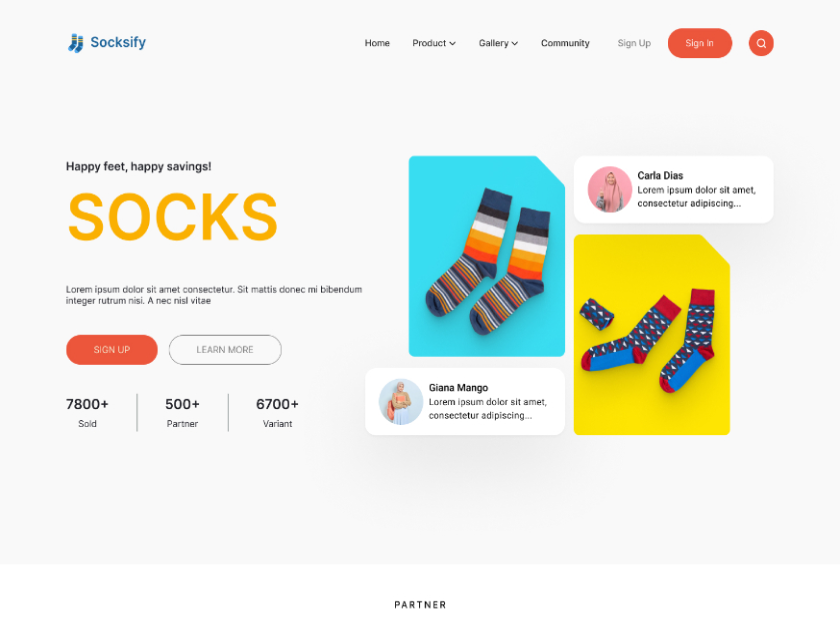 Socksify
Home
Product
Gallery
Community
Sign Up
Sign In
Happy feet, happy savings!
SOCKS
Lorem ipsum dolor sit amet consectetur. Sit mattis donec mi bibendum
integer rutrum nisi. A nec nisl vitae
SIGN UP
LEARN MORE
7800+
Sold
500+
Partner
6700+
Variant
Carla Dias
Lorem ipsum dolor sit amet,
consectetur adipiscing...
Giana Mango
Lorem ipsum dolor sit amet,
consectetur adipiscing...
PARTNER